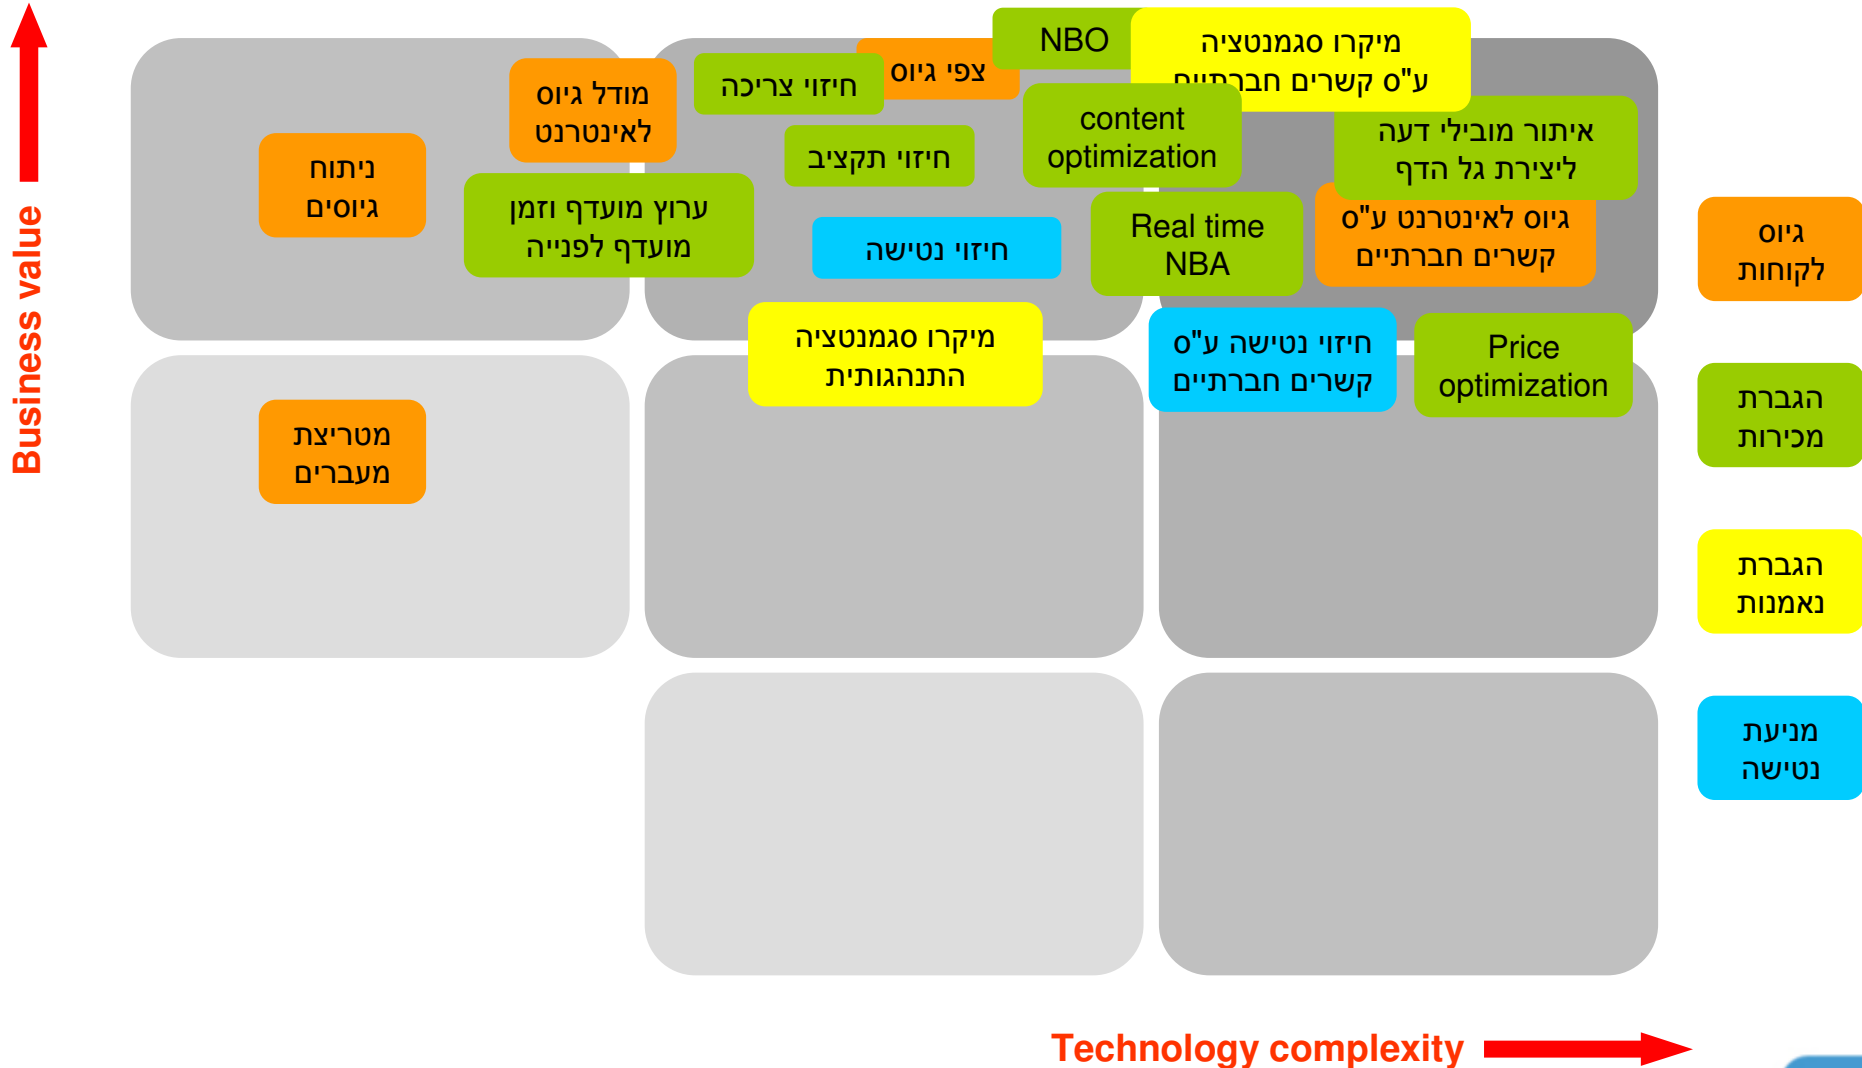 Business value
NBO
מיקרו סגמנטציה
ע"ס קשרים חברתיים
צפי גיוס
חיזוי צריכה
מודל גיוס
לאינטרנט
content
optimization
איתור מובילי דעה
ליצירת גל הדף
חיזוי תקציב
ניתוח
גיוסים
ערוץ מועדף וזמן
מועדף לפנייה
חיזוי נטישה
Real time
NBA
גיוס לאינטרנט ע"ס
קשרים חברתיים
מיקרו סגמנטציה
התנהגותית
חיזוי נטישה ע"ס
קשרים חברתיים
Price
optimization
מטריצת
מעברים
גיוס
לקוחות
הגברת
מכירות
הגברת
נאמנות
מניעת
נטישה
Technology complexity